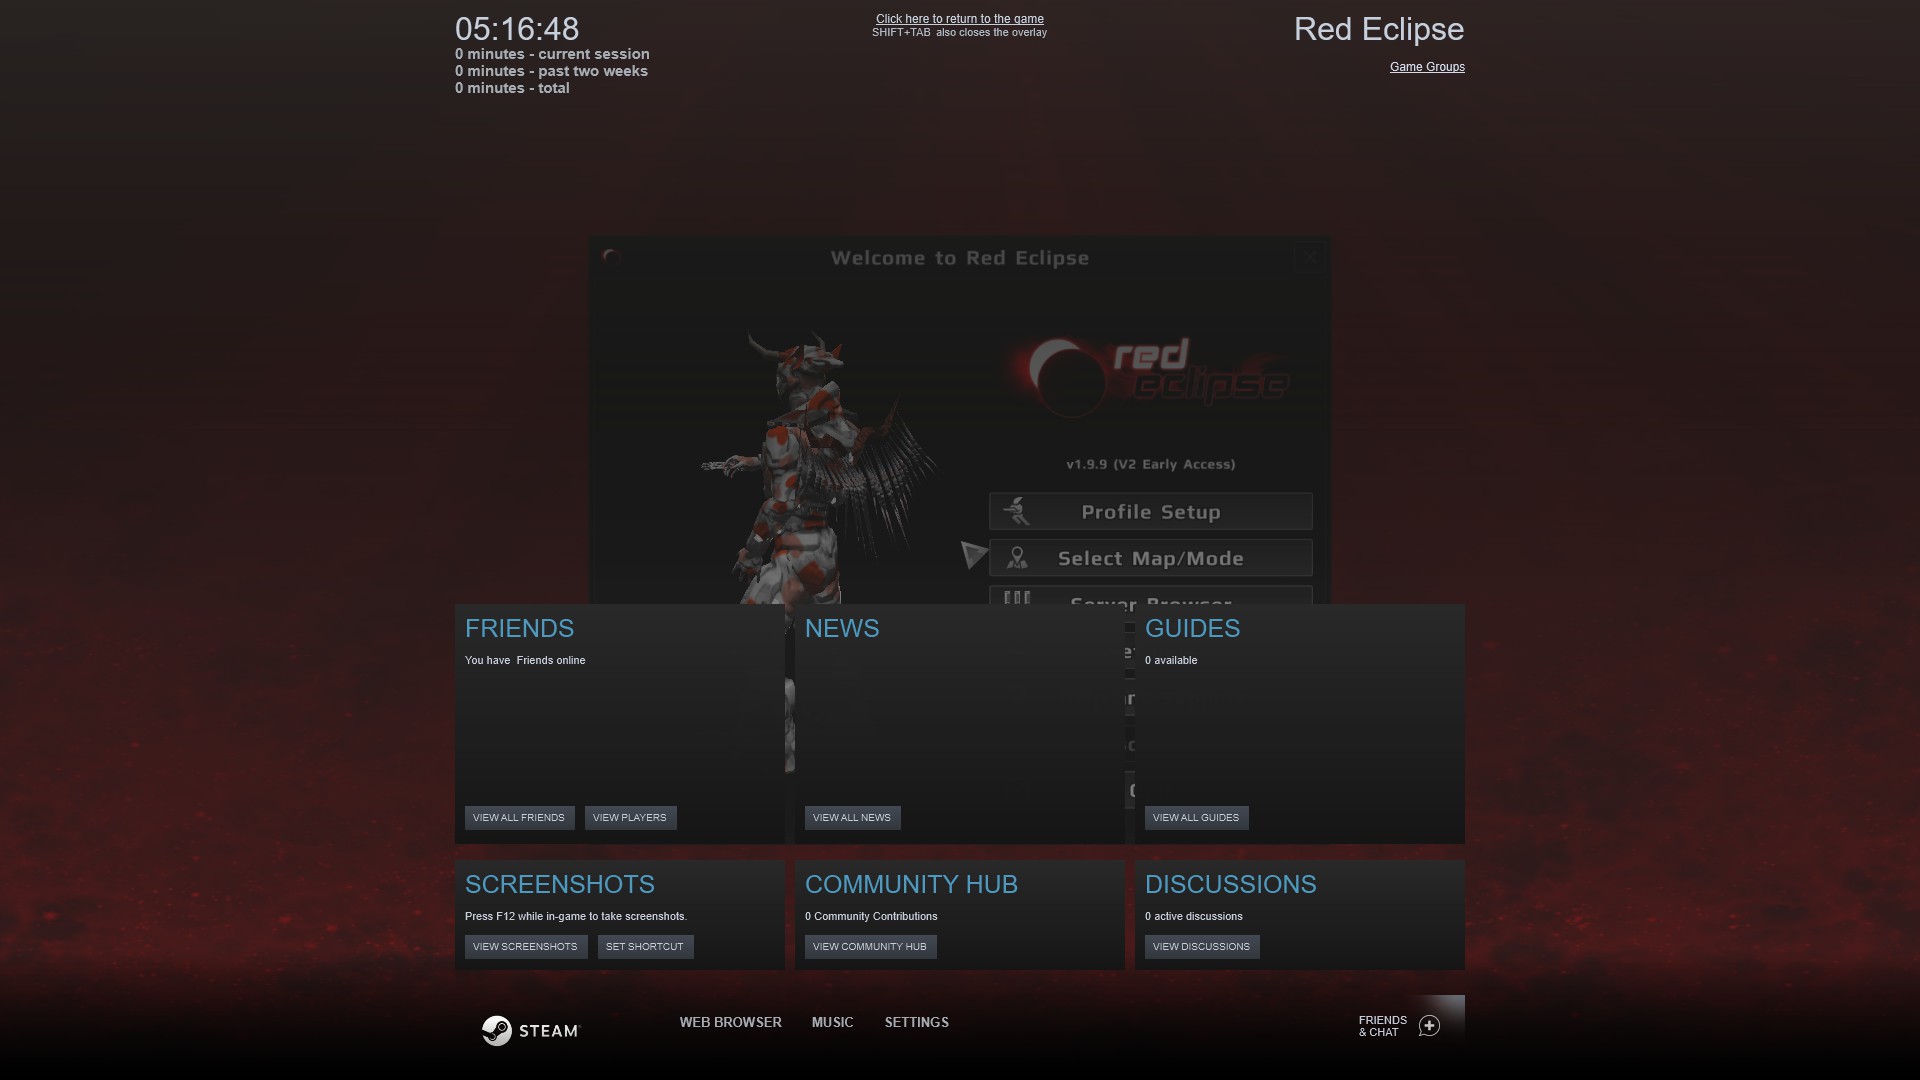 05:16:48
0 minutes - current session
0 minutes - past two weeks
0 minutes - total
Click here to return to the game
SHIFT+TAB also closes the overlay
Red Eclipse
Game Groups
Welcome to Red Eclipse
red
eclipse
v1.9.9 (V2 Early Access)
Profile Setup
Select Map/Mode
Server Browser
FRIENDS
You have Friends online
VIEW ALL FRIENDS
VIEW PLAYERS
NEWS
VIEW ALL NEWS
GUIDES
0 available
VIEW ALL GUIDES
SCREENSHOTS
Press F12 while in-game to take screenshots.
VIEW SCREENSHOTS
SET SHORTCUT
COMMUNITY HUB
0 Community Contributions
VIEW COMMUNITY HUB
DISCUSSIONS
0 active discussions
VIEW DISCUSSIONS
STEAM
WEB BROWSER
MUSIC
SETTINGS
FRIENDS
& CHAT